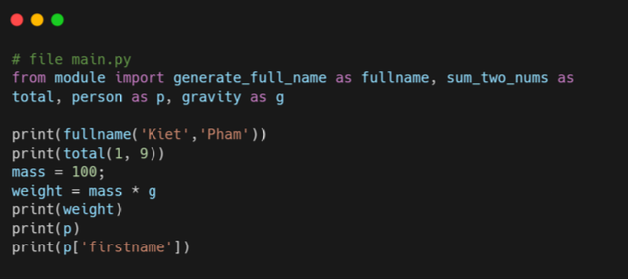 # file main.py
from module import generate_full_name as fullname, sum_two_nums as
total, person as p, gravity as g
print(fullname('Kiet','Pham'))
print(total(1, 9))
mass = 100;
weight = mass * g
print(weight)
print(p)
print(p['firstname'])